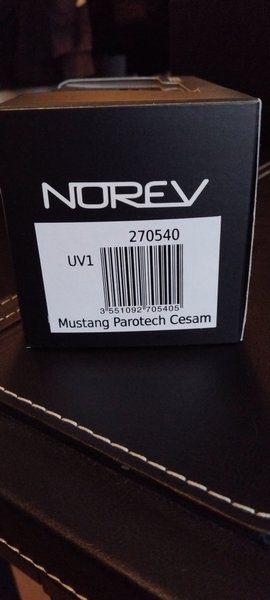 NOREV
270540
UV1
3 551092 705405
Mustang Parotech Cesam